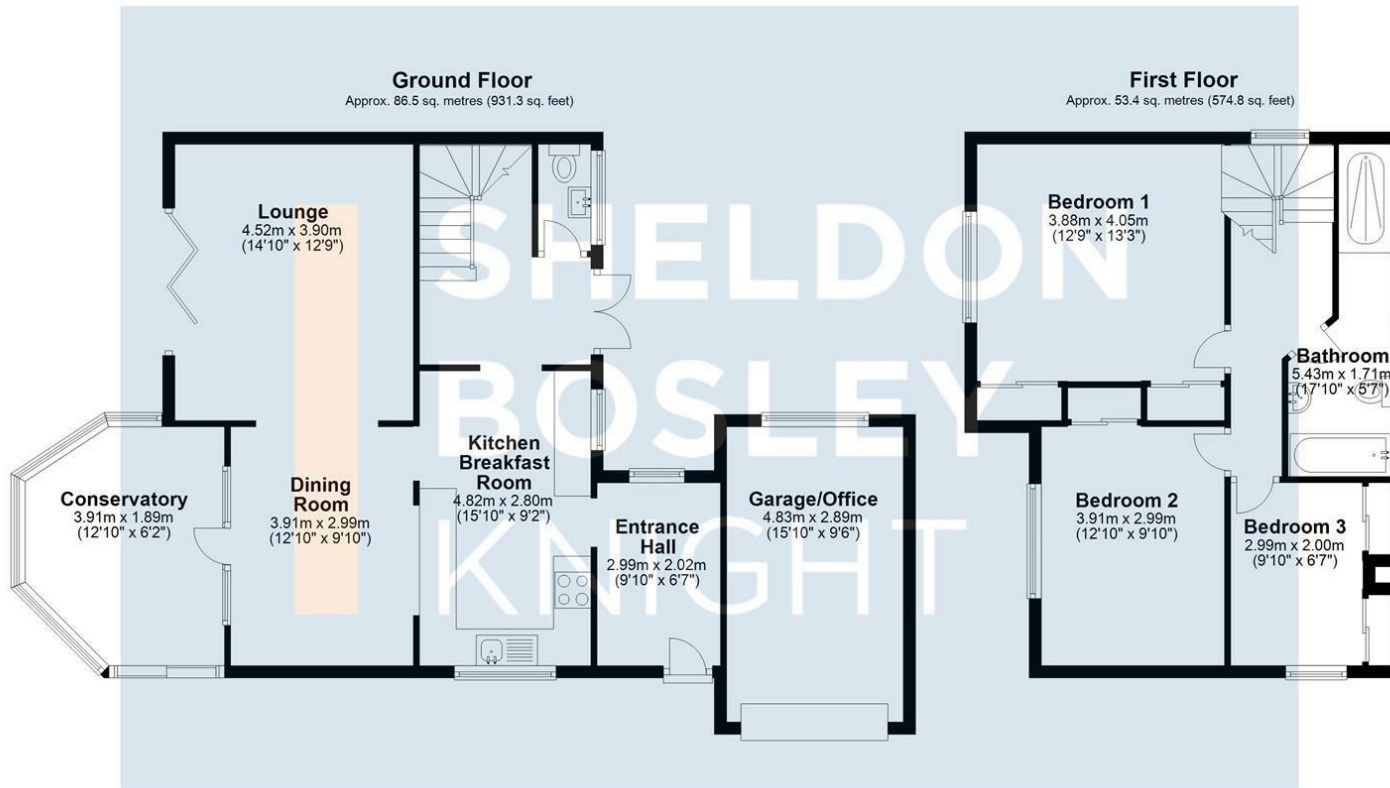 Ground Floor
Approx. 86.5 sq. metres (931.3 sq. feet)
First Floor
Approx. 53.4 sq. metres (574.8 sq. feet)
Lounge
4.52m x 3.90m
(14'10" x 12'9")
Bedroom 1
3.88m x 4.05m
(12'9" x 13'3")
SHELDON
BOSLEY
KNIGHT
Bathroom
5.43m x 1.71m
(17'10" x 5'7")
Kitchen
Breakfast
Room
4.82m x 2.80m
(15'10" x 9'2")
Conservatory
3.91m x 1.89m
(12'10" x 6'2")
Dining
Room
3.91m x 2.99m
(12'10" x 9'10")
Entrance
Hall
2.99m x 2.02m
(9'10" x 6'7")
Garage/Office
4.83m x 2.89m
(15'10" x 9'6")
Bedroom 2
3.91m x 2.99m
(12'10" x 9'10")
Bedroom 3
2.99m x 2.00m
(9'10" x 6'7")